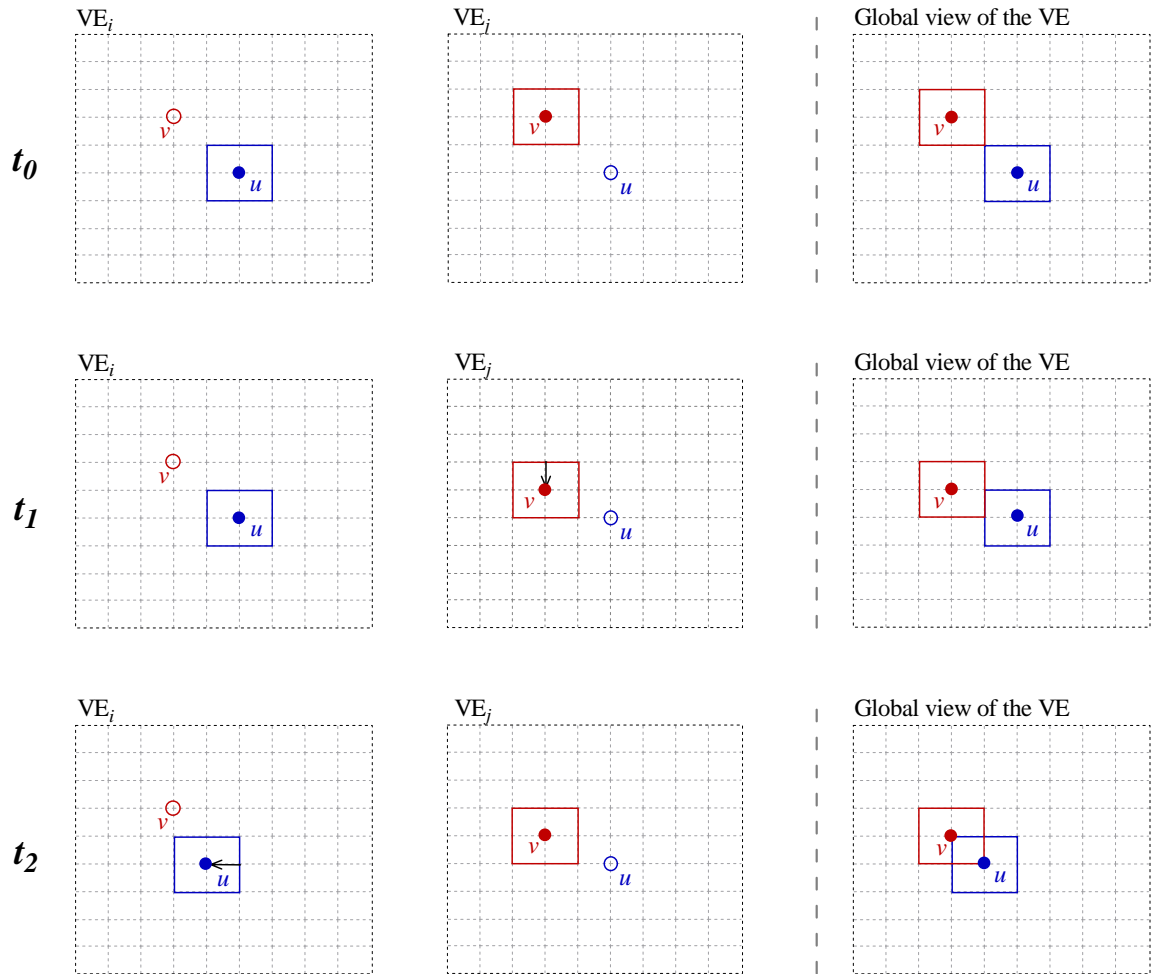 VEi VEj Global view of the VE
v v v
t0 u u u
VEi VEj Global view of the VE
v v v
t1 u u u
VEi VEj Global view of the VE
v v v
t2 u u u